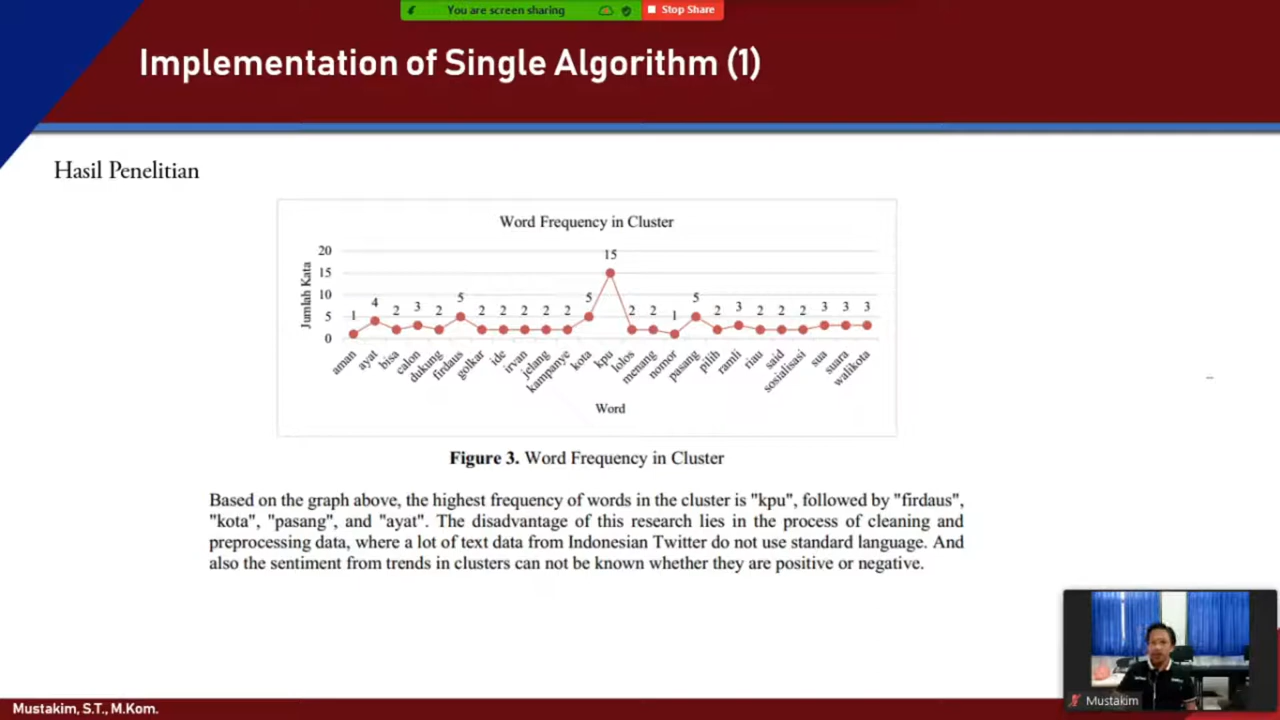 You are screen sharing
Stop Share
Implementation of Single Algorithm (1)
Hasil Penelitian
Word Frequency in Cluster
Jumlah Kata
20
15
10
5
0
1 4 2 3 2 5 2 2 2 2 2 5 15 2 2 1 5 2 3 2 2 2 3 3 3
aman ayat bisa calon dukung firdaus golkar ide irvan jelang kampanye kota kpu lolos menang nomor pasang pilih ramli riau said sosialisasi sua suara walikota
Word
Figure 3. Word Frequency in Cluster
Based on the graph above, the highest frequency of words in the cluster is "kpu", followed by "firdaus",
"kota", "pasang", and "ayat". The disadvantage of this research lies in the process of cleaning and
preprocessing data, where a lot of text data from Indonesian Twitter do not use standard language. And
also the sentiment from trends in clusters can not be known whether they are positive or negative.
Mustakim
Mustakim, S.T., M.Kom.